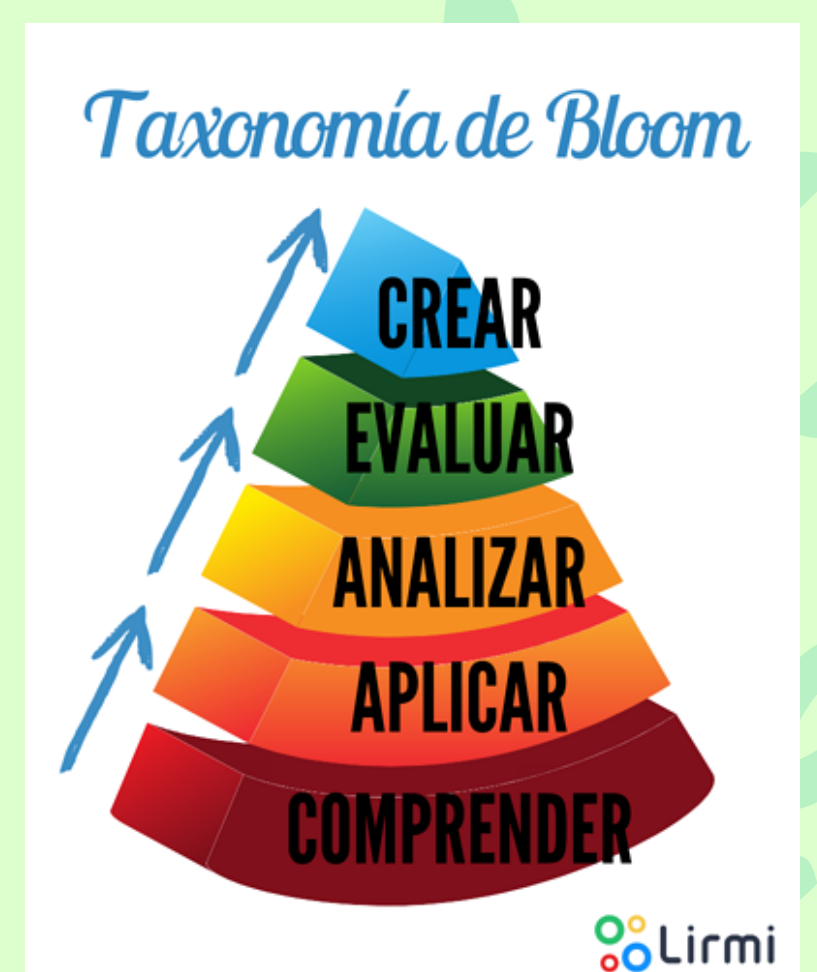 Taxonomía de Bloom
CREAR
EVALUAR
ANALIZAR
APLICAR
COMPRENDER
Lirmi